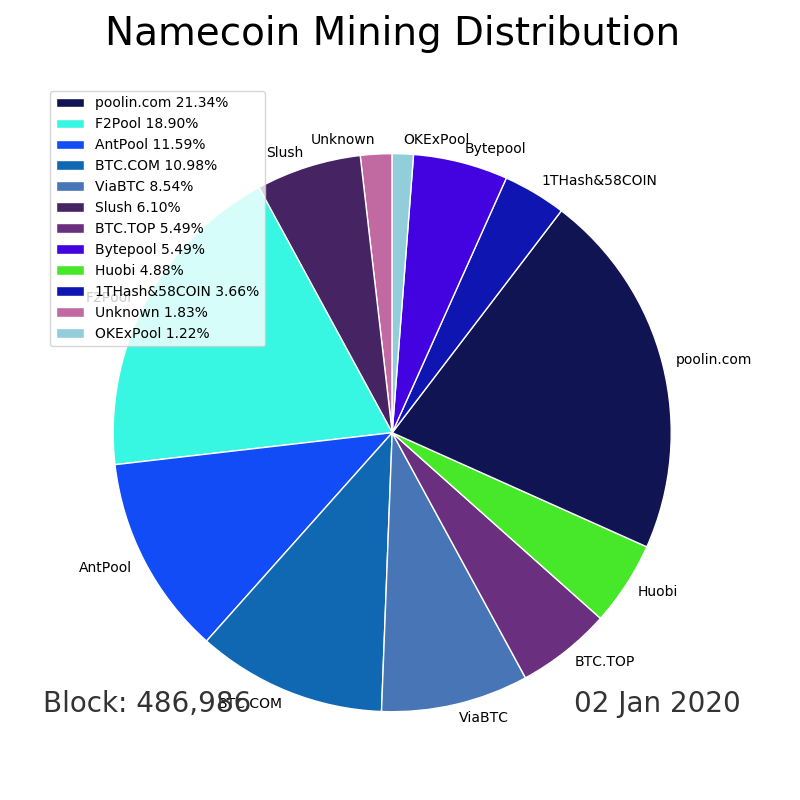 Namecoin Mining Distribution
poolin.com 21.34%
F2Pool 18.90%
AntPool 11.59%
BTC.COM 10.98%
ViaBTC 8.54%
Slush 6.10%
BTC.TOP 5.49%
Bytepool 5.49%
Huobi 4.88%
1THash&58COIN 3.66%
Unknown 1.83%
OKExPool 1.22%
Slush
Unknown
OKExPool
Bytepool
1THash&58COIN
F2Pool
poolin.com
AntPool
Huobi
BTC.TOP
BTC.COM
ViaBTC
Block: 486,986
02 Jan 2020